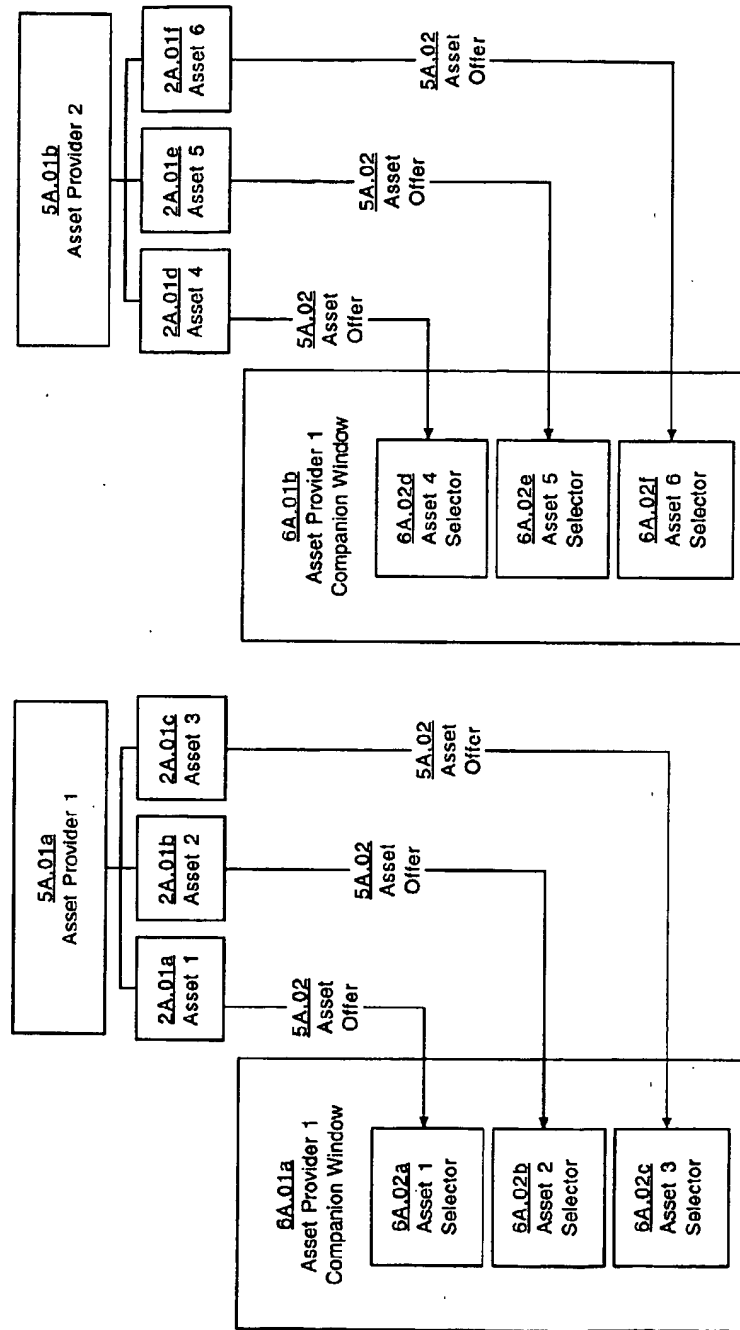 5A.01a
Asset Provider 1
2A.01a
Asset 1
2A.01b
Asset 2
2A.01c
Asset 3
5A.02
Asset
Offer
5A.02
Asset
Offer
5A.02
Asset
Offer
6A.01a
Asset Provider 1
Companion Window
6A.02a
Asset 1
Selector
6A.02b
Asset 2
Selector
6A.02c
Asset 3
Selector
5A.01b
Asset Provider 2
2A.01d
Asset 4
2A.01e
Asset 5
2A.01f
Asset 6
5A.02
Asset
Offer
5A.02
Asset
Offer
5A.02
Asset
Offer
6A.01b
Asset Provider 1
Companion Window
6A.02d
Asset 4
Selector
6A.02e
Asset 5
Selector
6A.02f
Asset 6
Selector